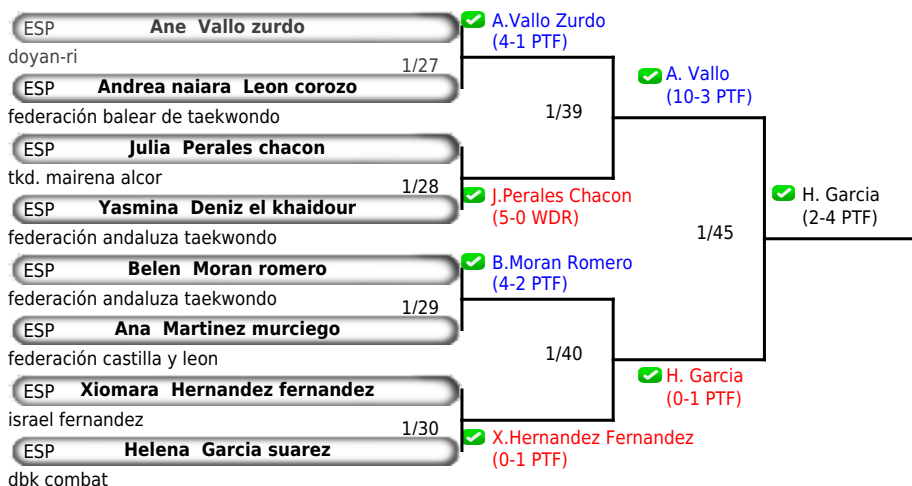 ESP Ane Vallo zurdo
doyan-ri
1/27
ESP Andrea naiara Leon corozo
federación balear de taekwondo
ESP Julia Perales chacon
tkd. mairena alcor
1/28
ESP Yasmina Deniz el khaidour
federación andaluza taekwondo
ESP Belen Moran romero
federación andaluza taekwondo
1/29
ESP Ana Martinez murciego
federación castilla y leon
ESP Xiomara Hernandez fernandez
israel fernandez
1/30
ESP Helena Garcia suarez
dbk combat
A.Vallo Zurdo
(4-1 PTF)
1/39
J.Perales Chacon
(5-0 WDR)
B.Moran Romero
(4-2 PTF)
1/40
X.Hernandez Fernandez
(0-1 PTF)
A. Vallo
(10-3 PTF)
1/45
H. Garcia
(0-1 PTF)
H. Garcia
(2-4 PTF)